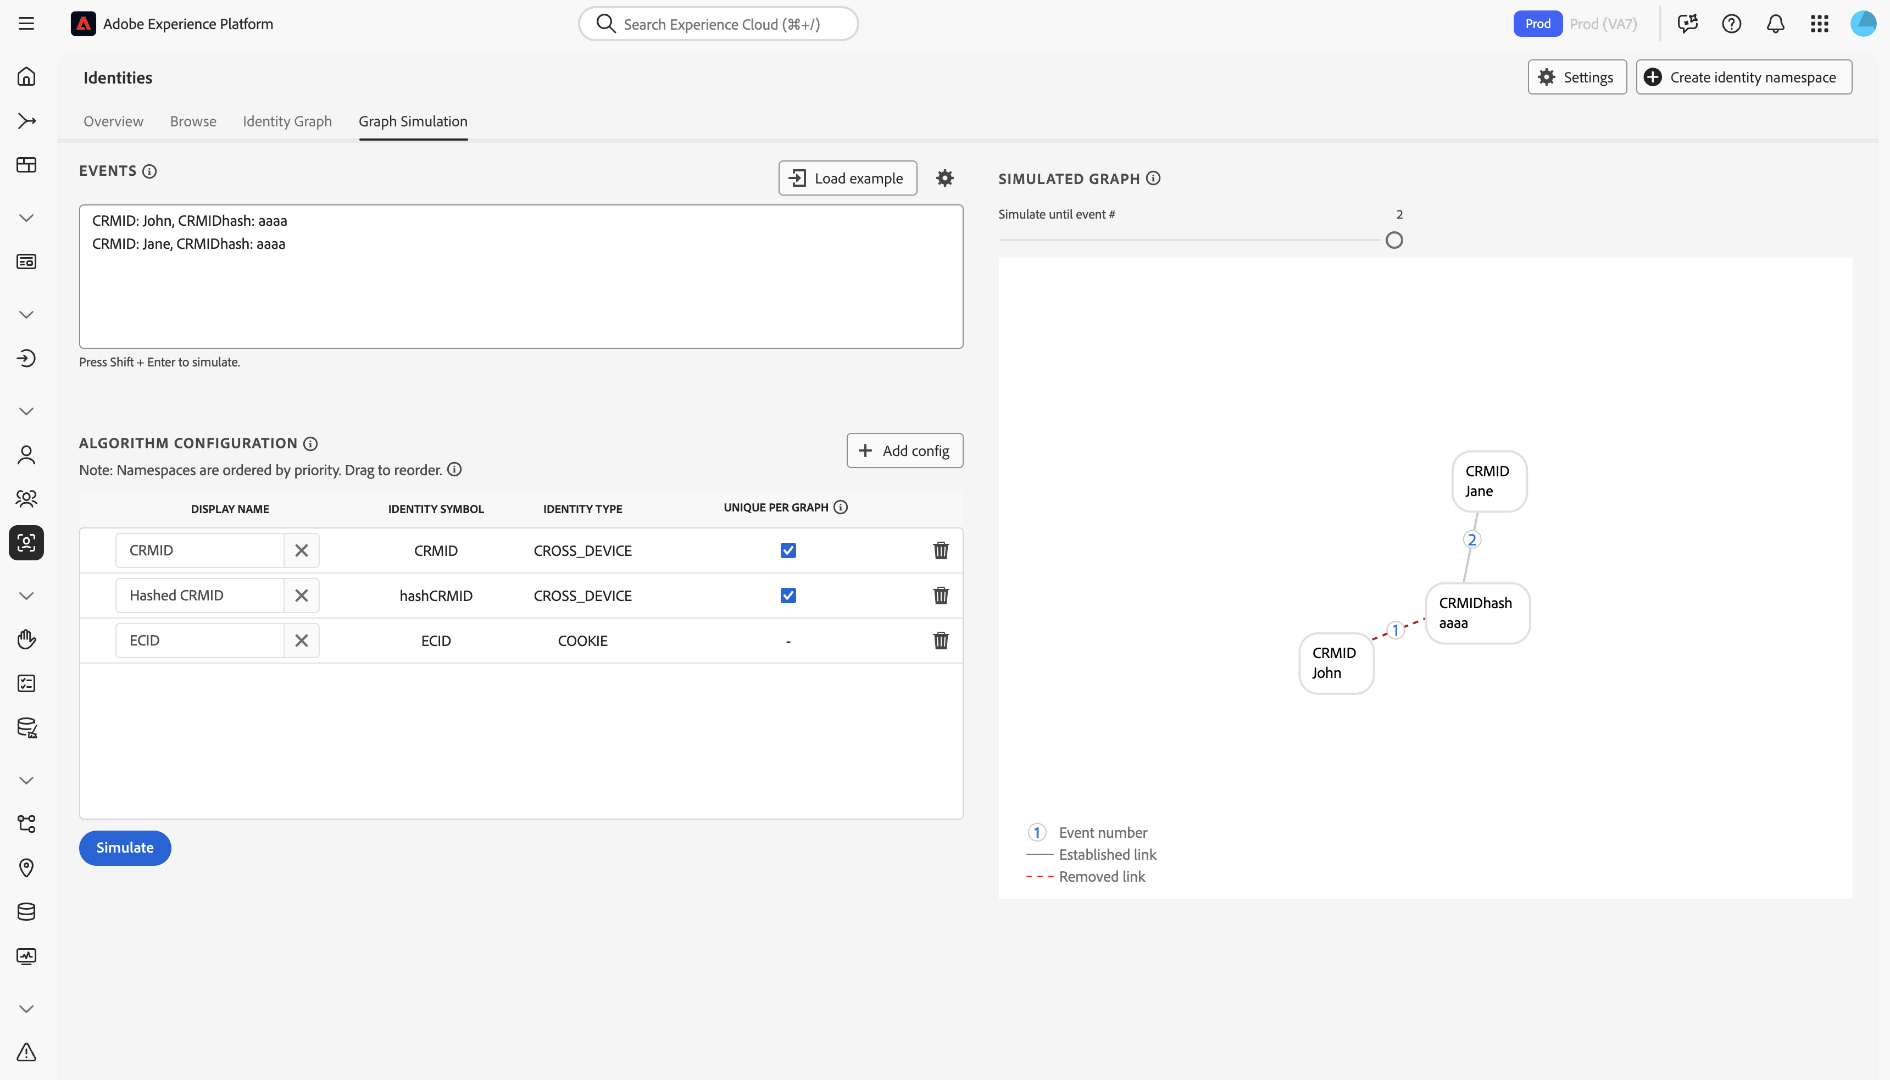 Adobe Experience Platform
Search Experience Cloud (⌘+/)
Prod
Prod (VA7)
Identities
Settings
Create identity namespace
Overview
Browse
Identity Graph
Graph Simulation
EVENTS
Load example
CRMID: John, CRMIDhash: aaaa
CRMID: Jane, CRMIDhash: aaaa
Press Shift + Enter to simulate.
ALGORITHM CONFIGURATION
Note: Namespaces are ordered by priority. Drag to reorder.
Add config
DISPLAY NAME
IDENTITY SYMBOL
IDENTITY TYPE
UNIQUE PER GRAPH
CRMID
CRMID
CROSS_DEVICE
Hashed CRMID
hashCRMID
CROSS_DEVICE
ECID
ECID
COOKIE
-
Simulate
SIMULATED GRAPH
Simulate until event #
2
CRMID
Jane
2
CRMIDhash
aaaa
1
CRMID
John
1
Event number
Established link
Removed link